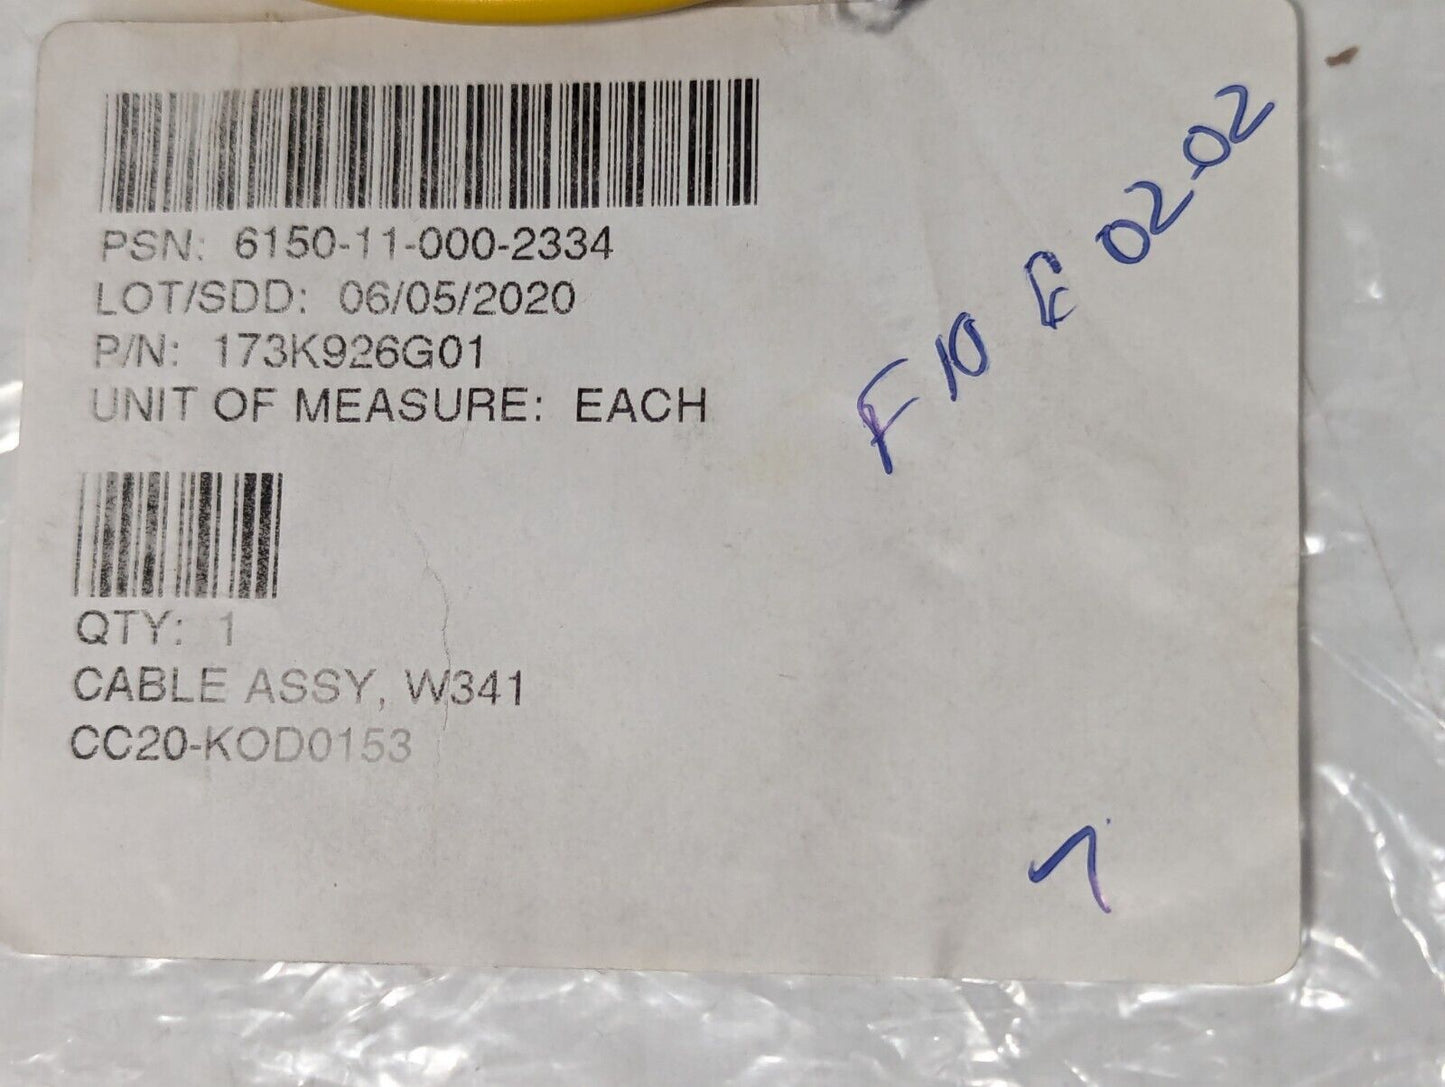 PSN: 6150-11-000-2334
LOT/SDD: 06/05/2020
P/N: 173K926G01
UNIT OF MEASURE: EACH
QTY: 1
CABLE ASSY, W341
CC20-KOD0153
F10 E 02-02
1